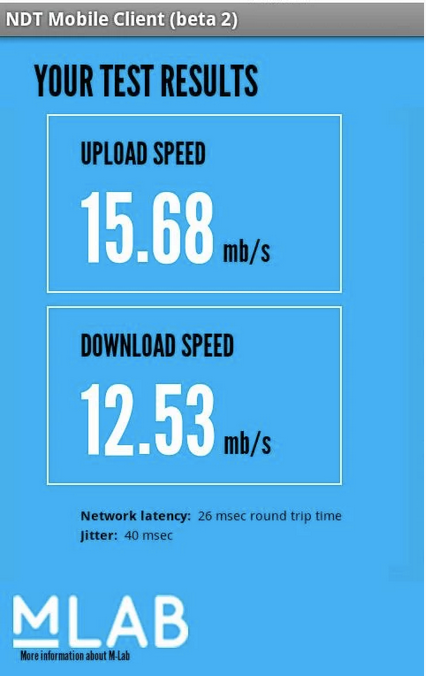 NDT Mobile Client (beta 2)
YOUR TEST RESULTS
UPLOAD SPEED
15.68 mb/s
DOWNLOAD SPEED
12.53 mb/s
Network latency: 26 msec round trip time
Jitter: 40 msec
MLAB
More information about M-Lab